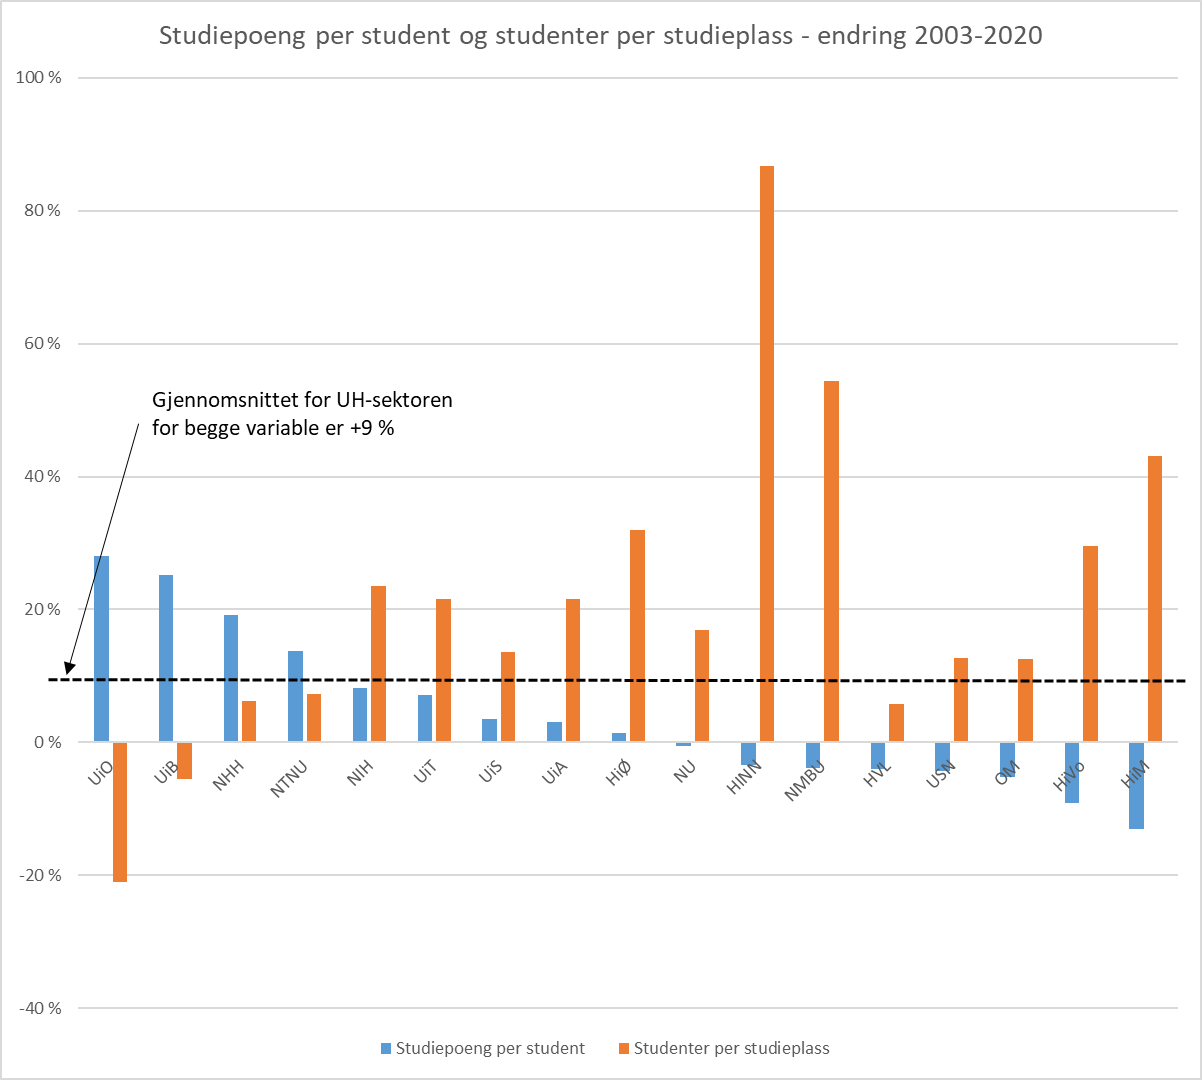 Studiepoeng per student og studenter per studieplass - endring 2003-2020
100 %
80 %
60 %
40 %
20 %
0 %
-20 %
-40 %
Gjennomsnittet for UH-sektoren
for begge variable er +9 %
UiO
UiB
NHH
NTNU
NIH
UiT
UiS
UiA
HiØ
NU
HINN
NMBU
HVL
USN
OM
HiVo
HiM
Studiepoeng per student
Studenter per studieplass